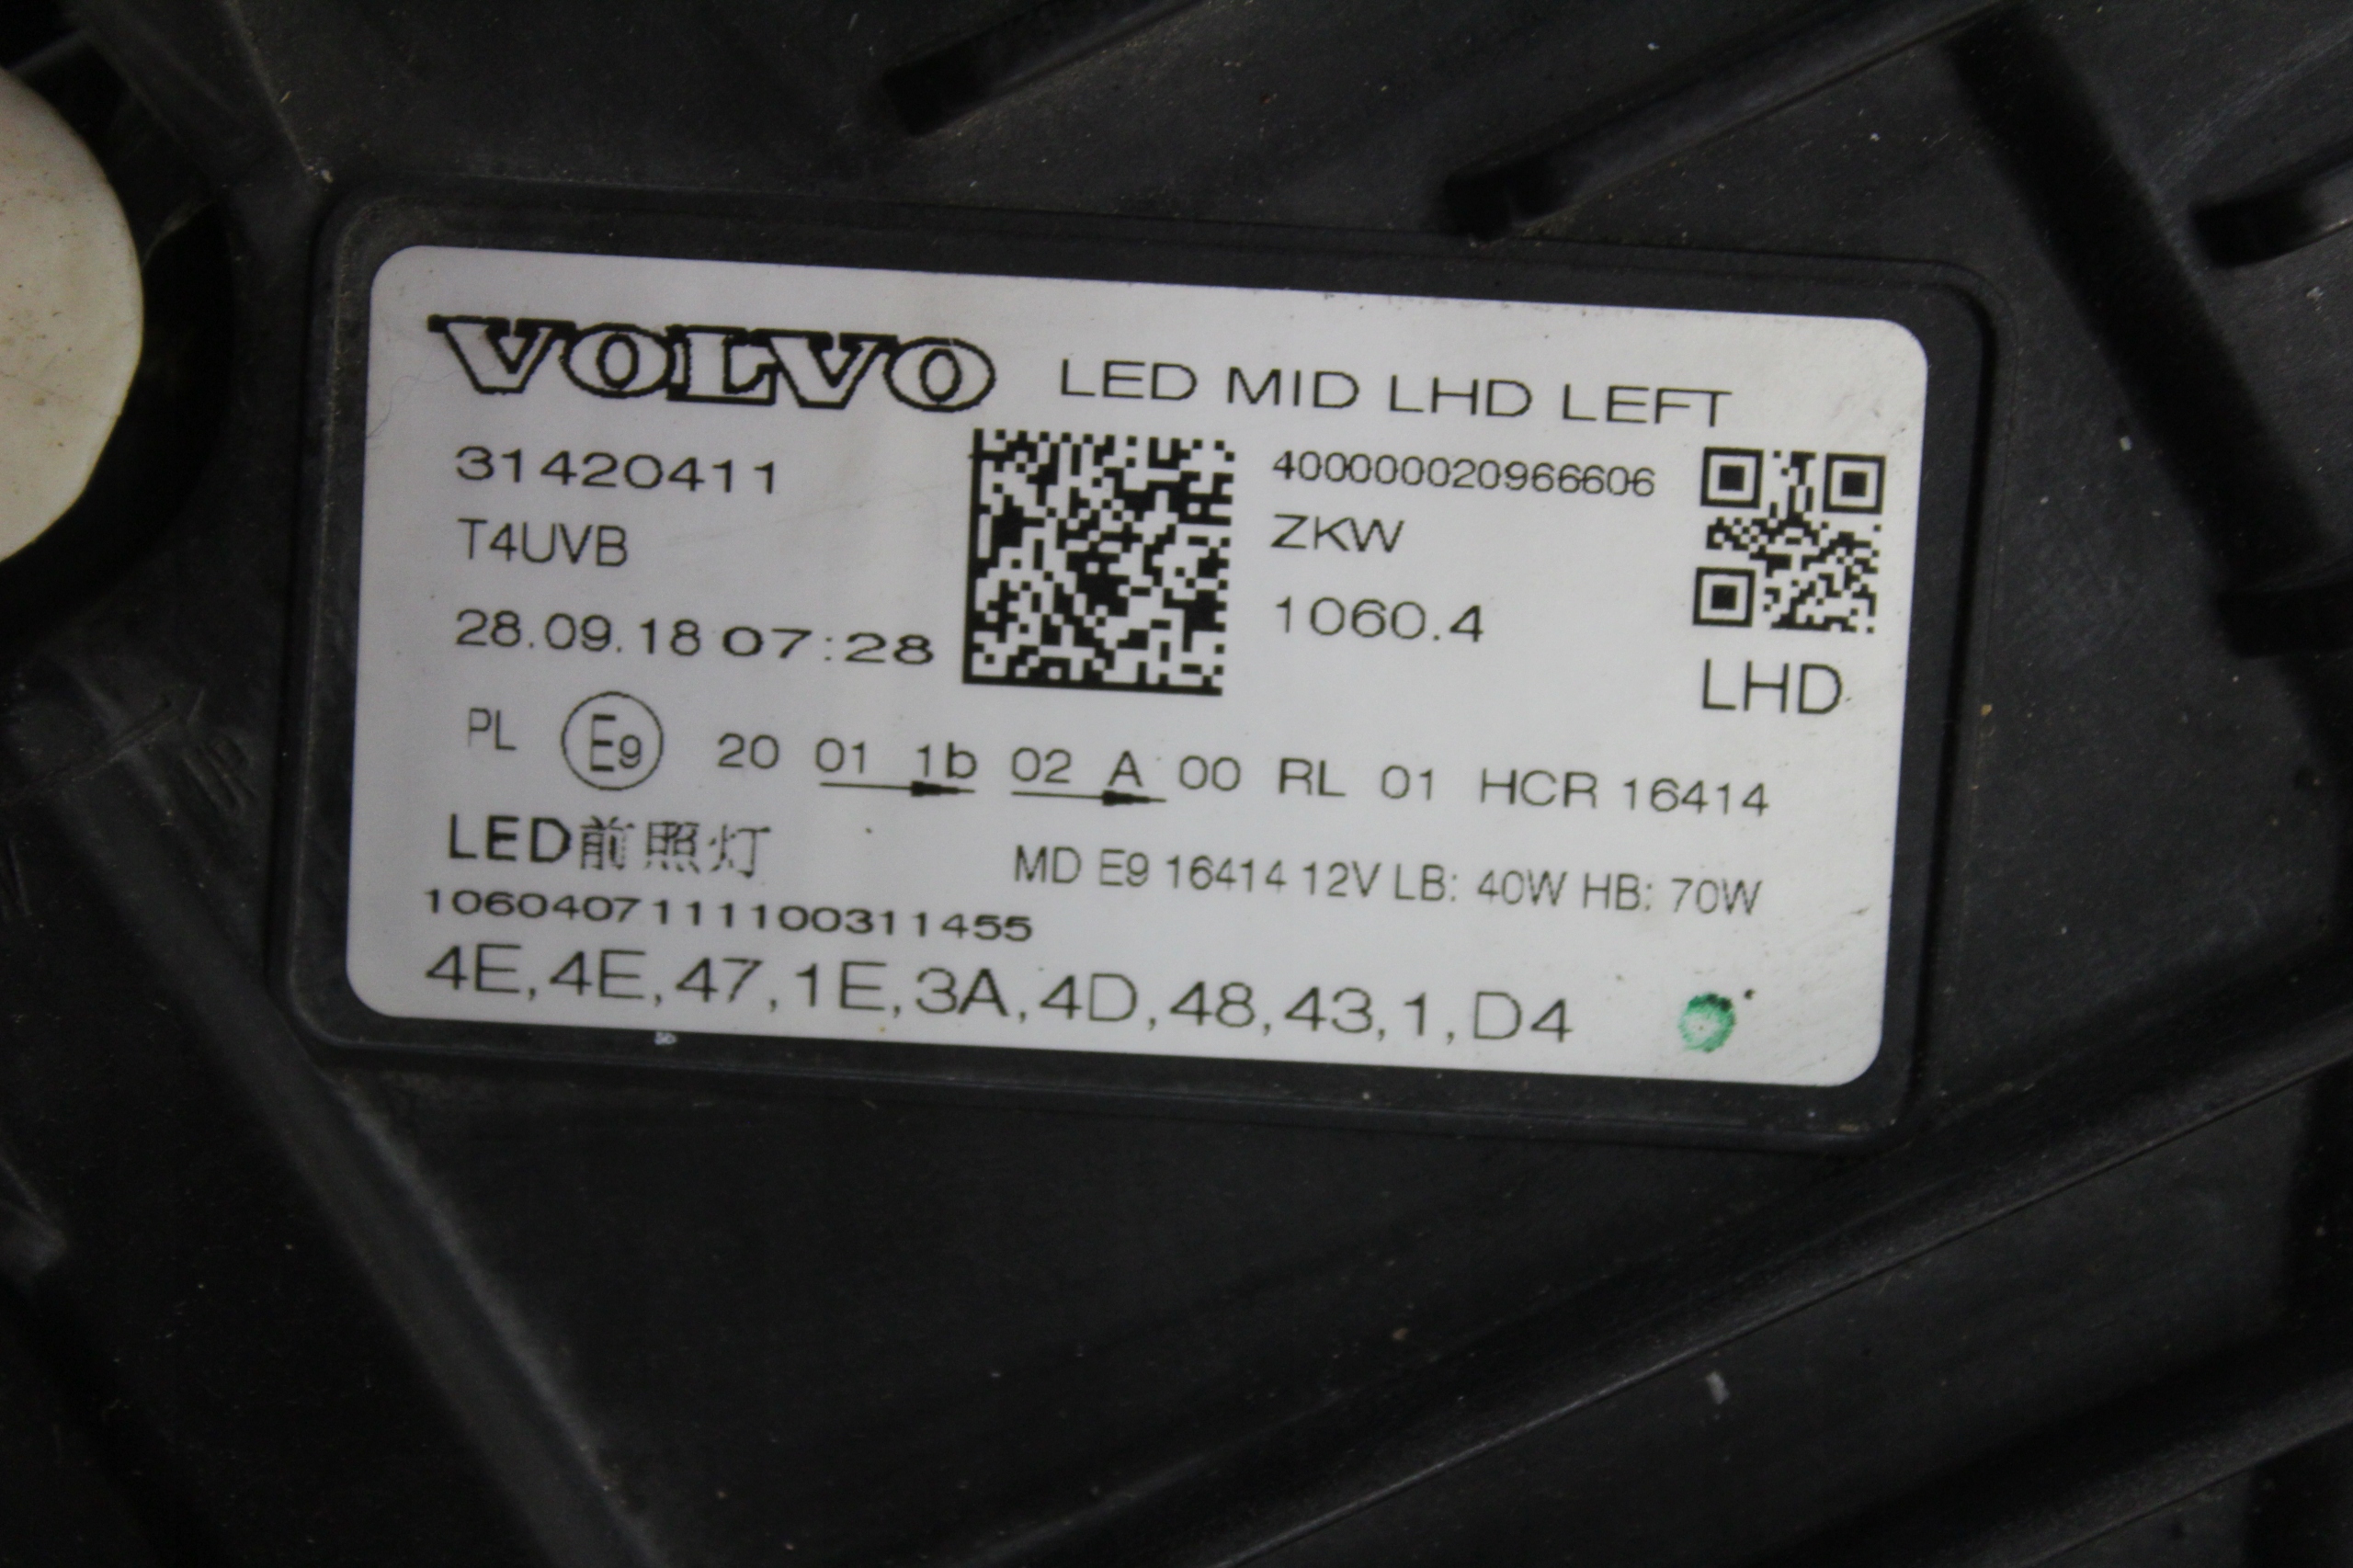 VOLVO LED MID LHD LEFT
31420411 400000020966606
T4UVB ZKW
28.09.18 07:28 1060.4
LHD
PL E9 20 01 1b 02 A 00 RL 01 HCR 16414
LED前照灯 MD E9 16414 12V LB: 40W HB: 70W
1060407111100311455
4E,4E,47,1E,3A,4D,48,43,1,D4